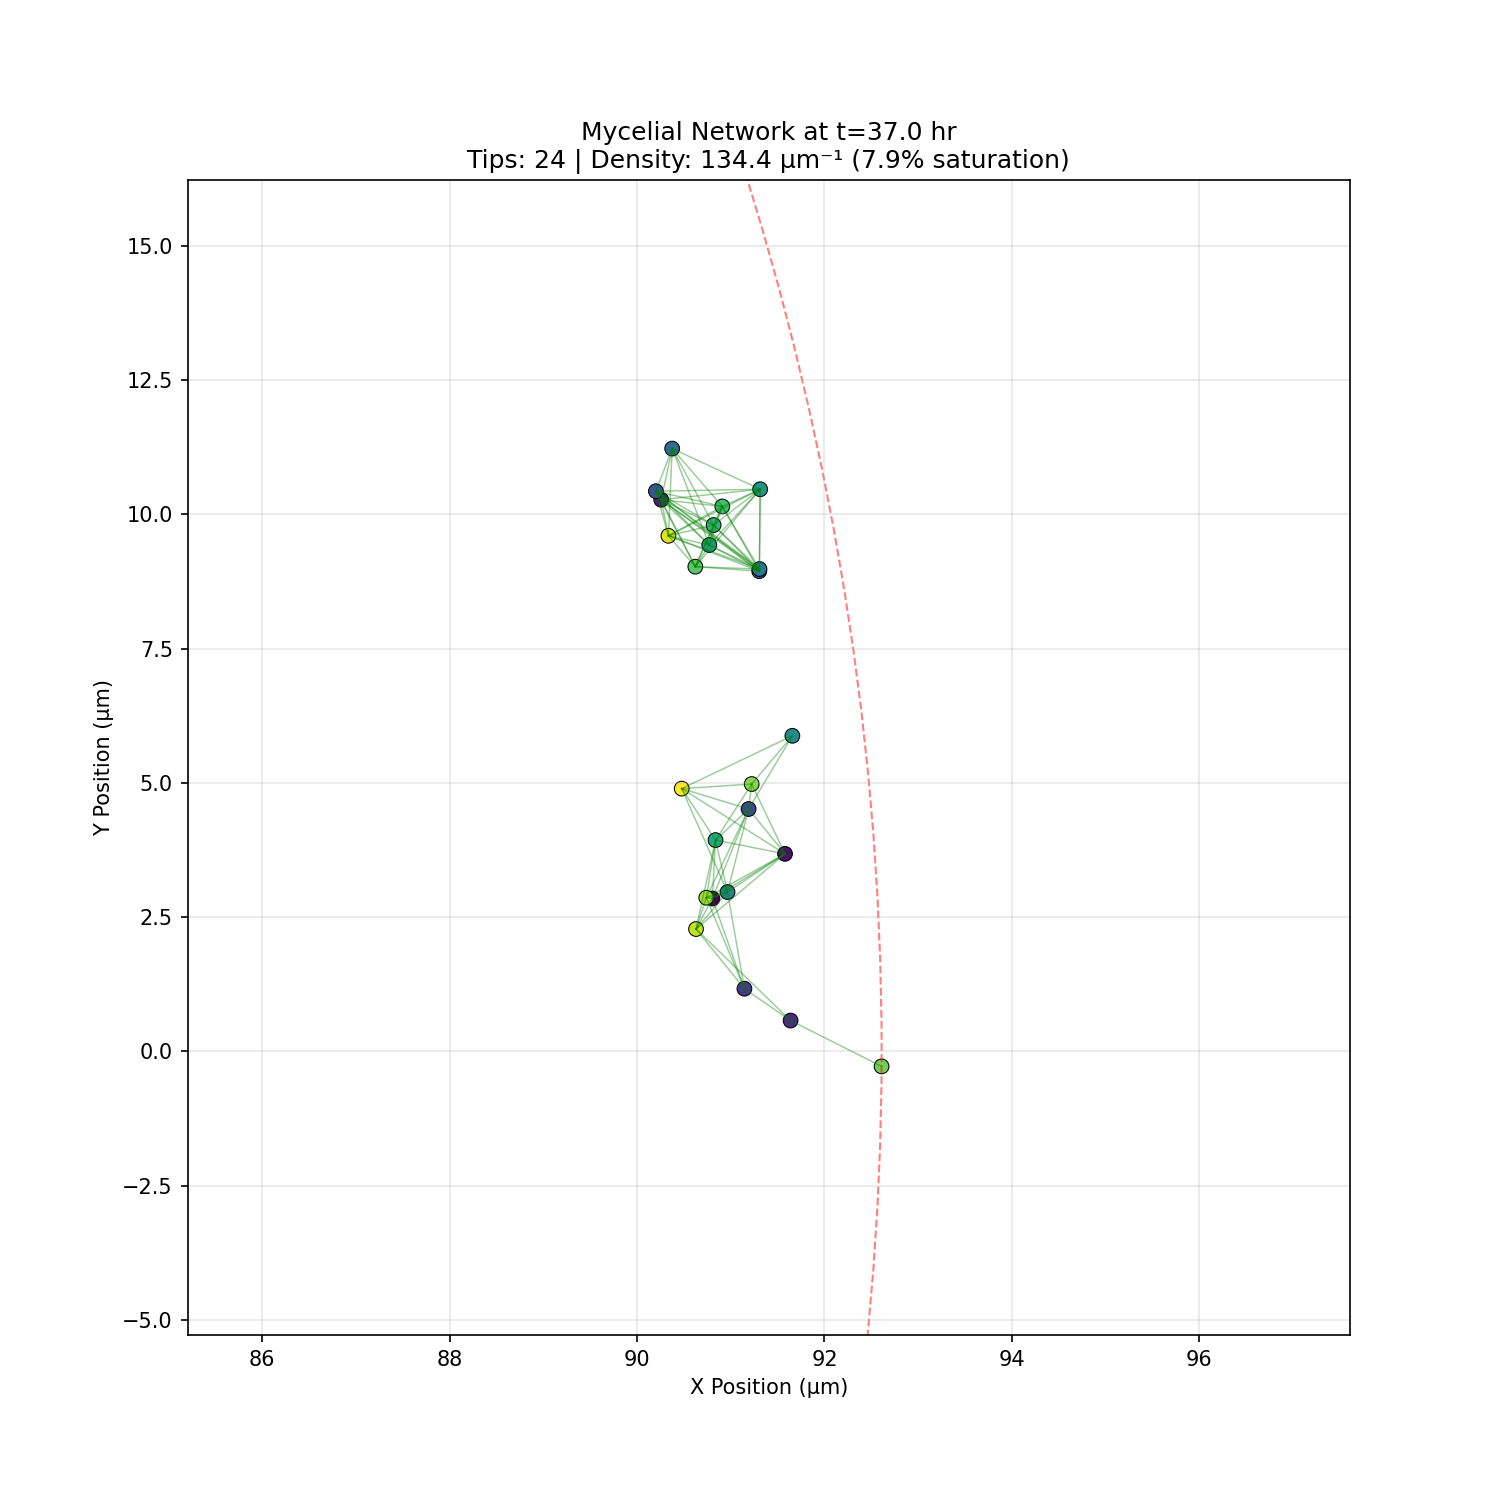 Mycelial Network at t=37.0 hr
Tips: 24 | Density: 134.4 μm⁻¹ (7.9% saturation)
15.0
12.5
10.0
7.5
5.0
2.5
0.0
−2.5
−5.0
Y Position (μm)
86 88 90 92 94 96
X Position (μm)